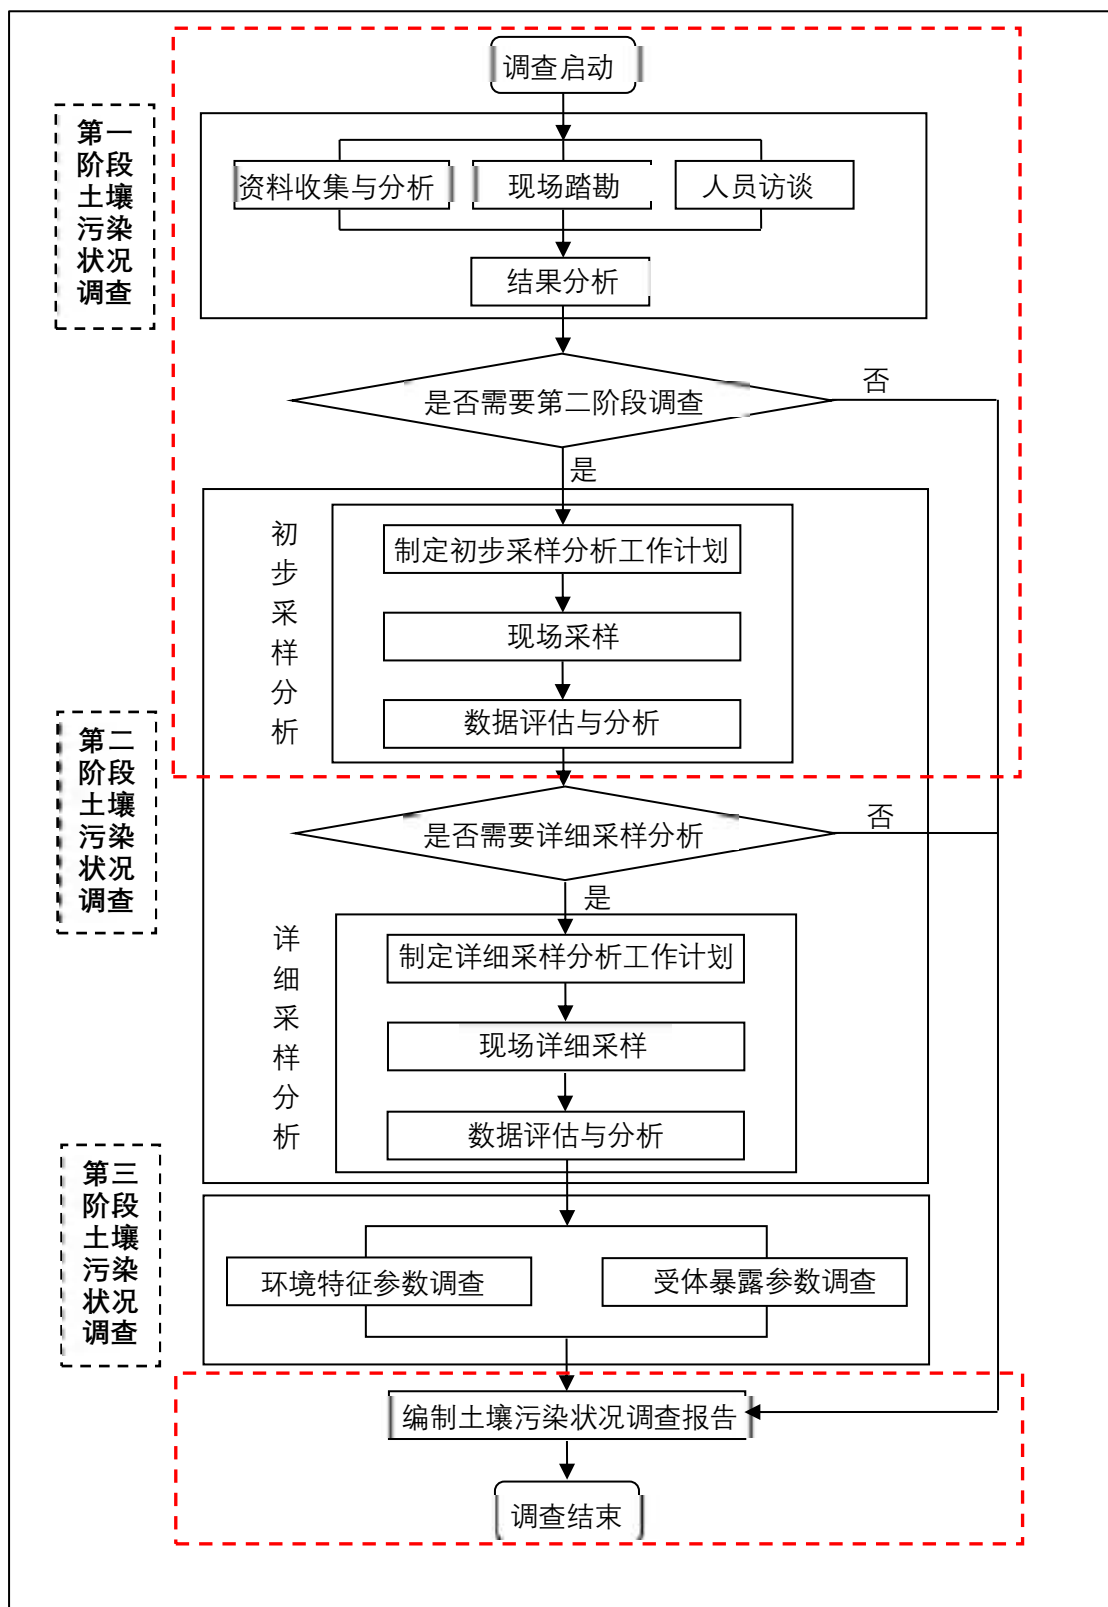 调查启动
第一
阶段
土壤
污染
状况
调查
资料收集与分析
现场踏勘
人员访谈
结果分析
是否需要第二阶段调查
否
是
初
步
采
样
分
析
制定初步采样分析工作计划
现场采样
数据评估与分析
第二
阶段
土壤
污染
状况
调查
是否需要详细采样分析
否
是
详
细
采
样
分
析
制定详细采样分析工作计划
现场详细采样
数据评估与分析
第三
阶段
土壤
污染
状况
调查
环境特征参数调查
受体暴露参数调查
编制土壤污染状况调查报告
调查结束